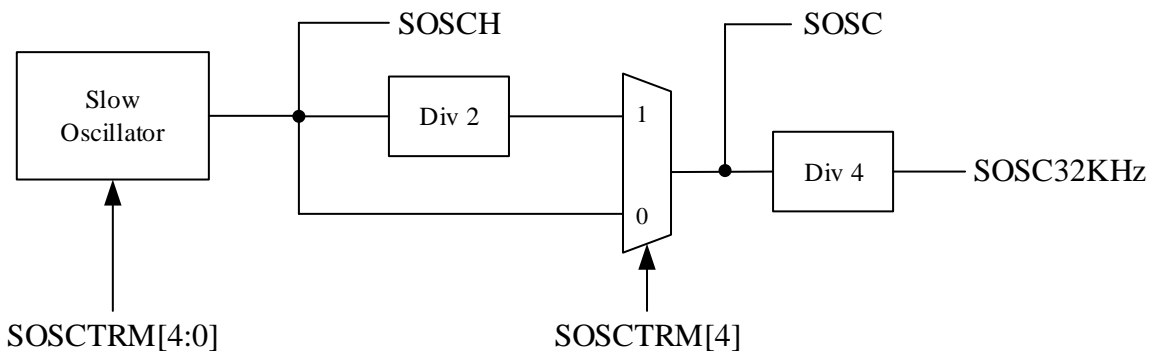 SOSCH
SOSC
Slow
Oscillator
Div 2
1
0
Div 4
SOSC32KHz
SOSCTRM[4:0]
SOSCTRM[4]